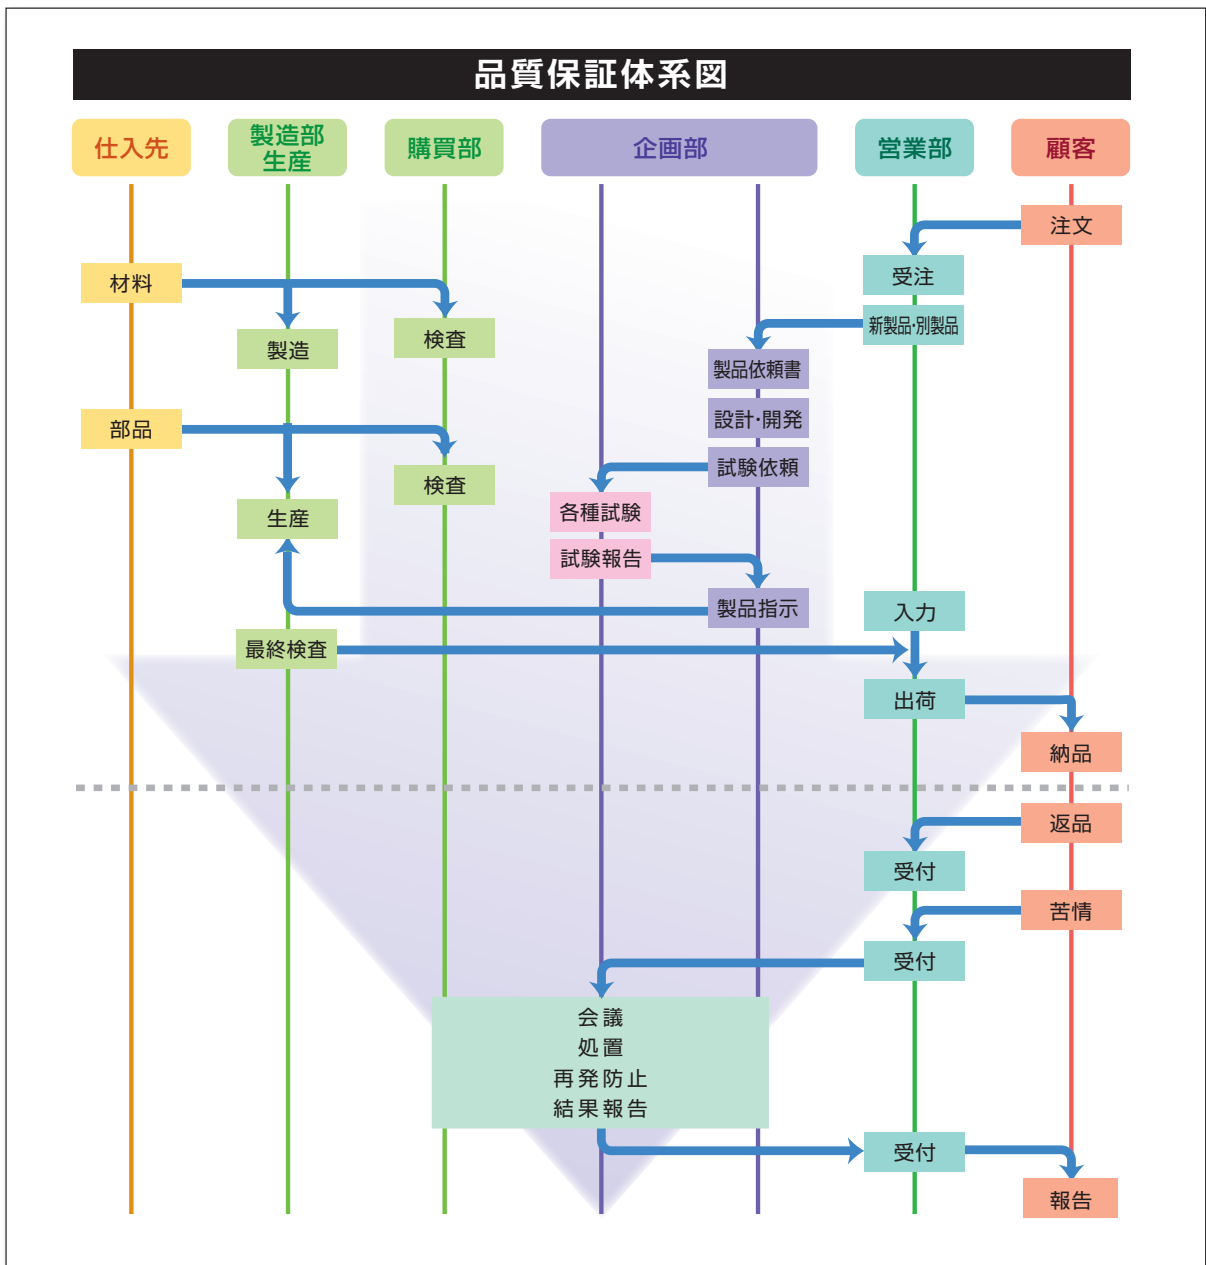 品質保証体系図
仕入先
製造部
生産
購買部
企画部
営業部
顧客
注文
受注
材料
新製品・別製品
検査
製造
製品依頼書
設計・開発
部品
試験依頼
検査
各種試験
生産
試験報告
製品指示
入力
最終検査
出荷
納品
返品
受付
苦情
受付
会議
処置
再発防止
結果報告
受付
報告